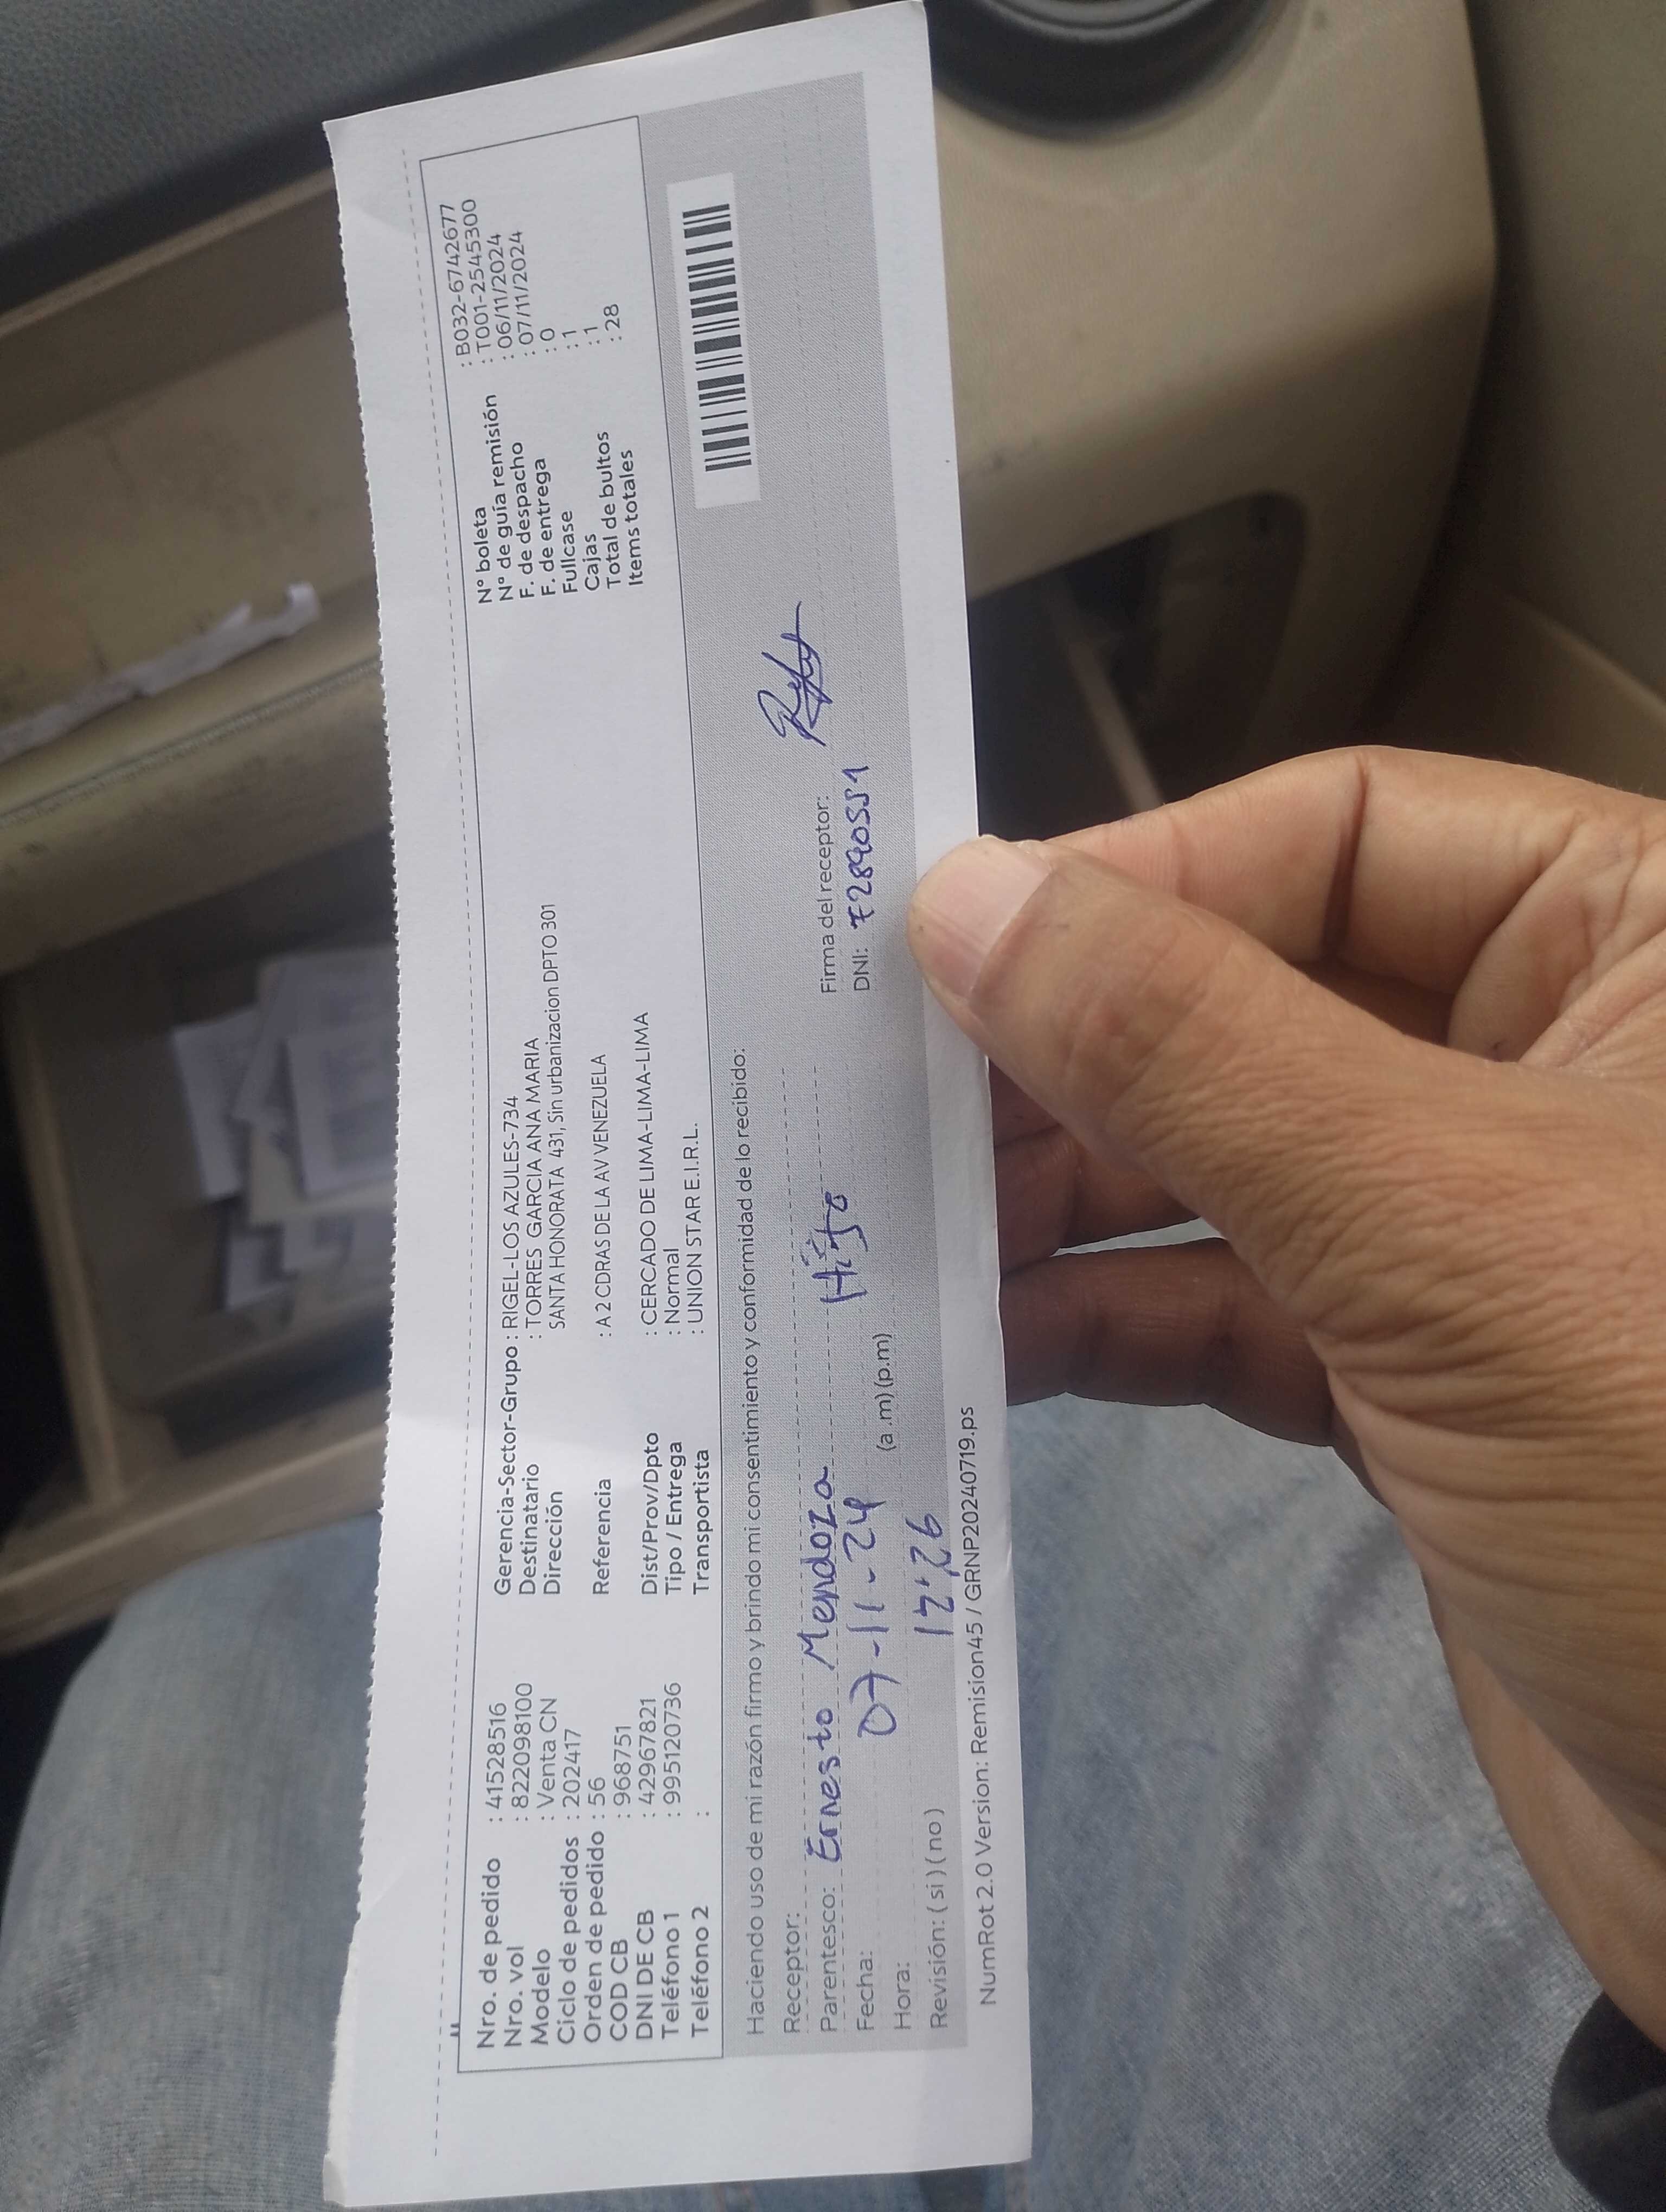 Nro. de pedido : 41528516
Nro. vol : 822098100
Modelo : Venta CN
Ciclo de pedidos : 202417
Orden de pedido : 56
COD CB : 968751
DNI DE CB : 42967821
Teléfono 1 : 995120736
Teléfono 2 :
Gerencia-Sector-Grupo : RIGEL-LOS AZULES-734
Destinatario : TORRES GARCIA ANA MARIA
Dirección SANTA HONORATA 431, Sin urbanizacion DPTO 301
Referencia : A 2 CDRAS DE LA AV VENEZUELA
Dist/Prov/Dpto : CERCADO DE LIMA-LIMA-LIMA
Tipo / Entrega : Normal
Transportista : UNION STAR E.I.R.L.
N° boleta : B032-6742677
N° de guía remisión : T001-2545300
F. de despacho : 06/11/2024
F. de entrega : 07/11/2024
Fullcase : 0
Cajas : 1
Total de bultos : 1
Items totales : 28
Haciendo uso de mi razón firmo y brindo mi consentimiento y conformidad de lo recibido:
Receptor: Ernesto Mendoza
Parentesco: Hijo
Fecha: 07-11-24
Hora: (a .m) (p.m)
Revisión: ( si ) ( no )
Firma del receptor:
DNI:
NumRot 2.0 Version: Remision45 / GRNP20240719.ps